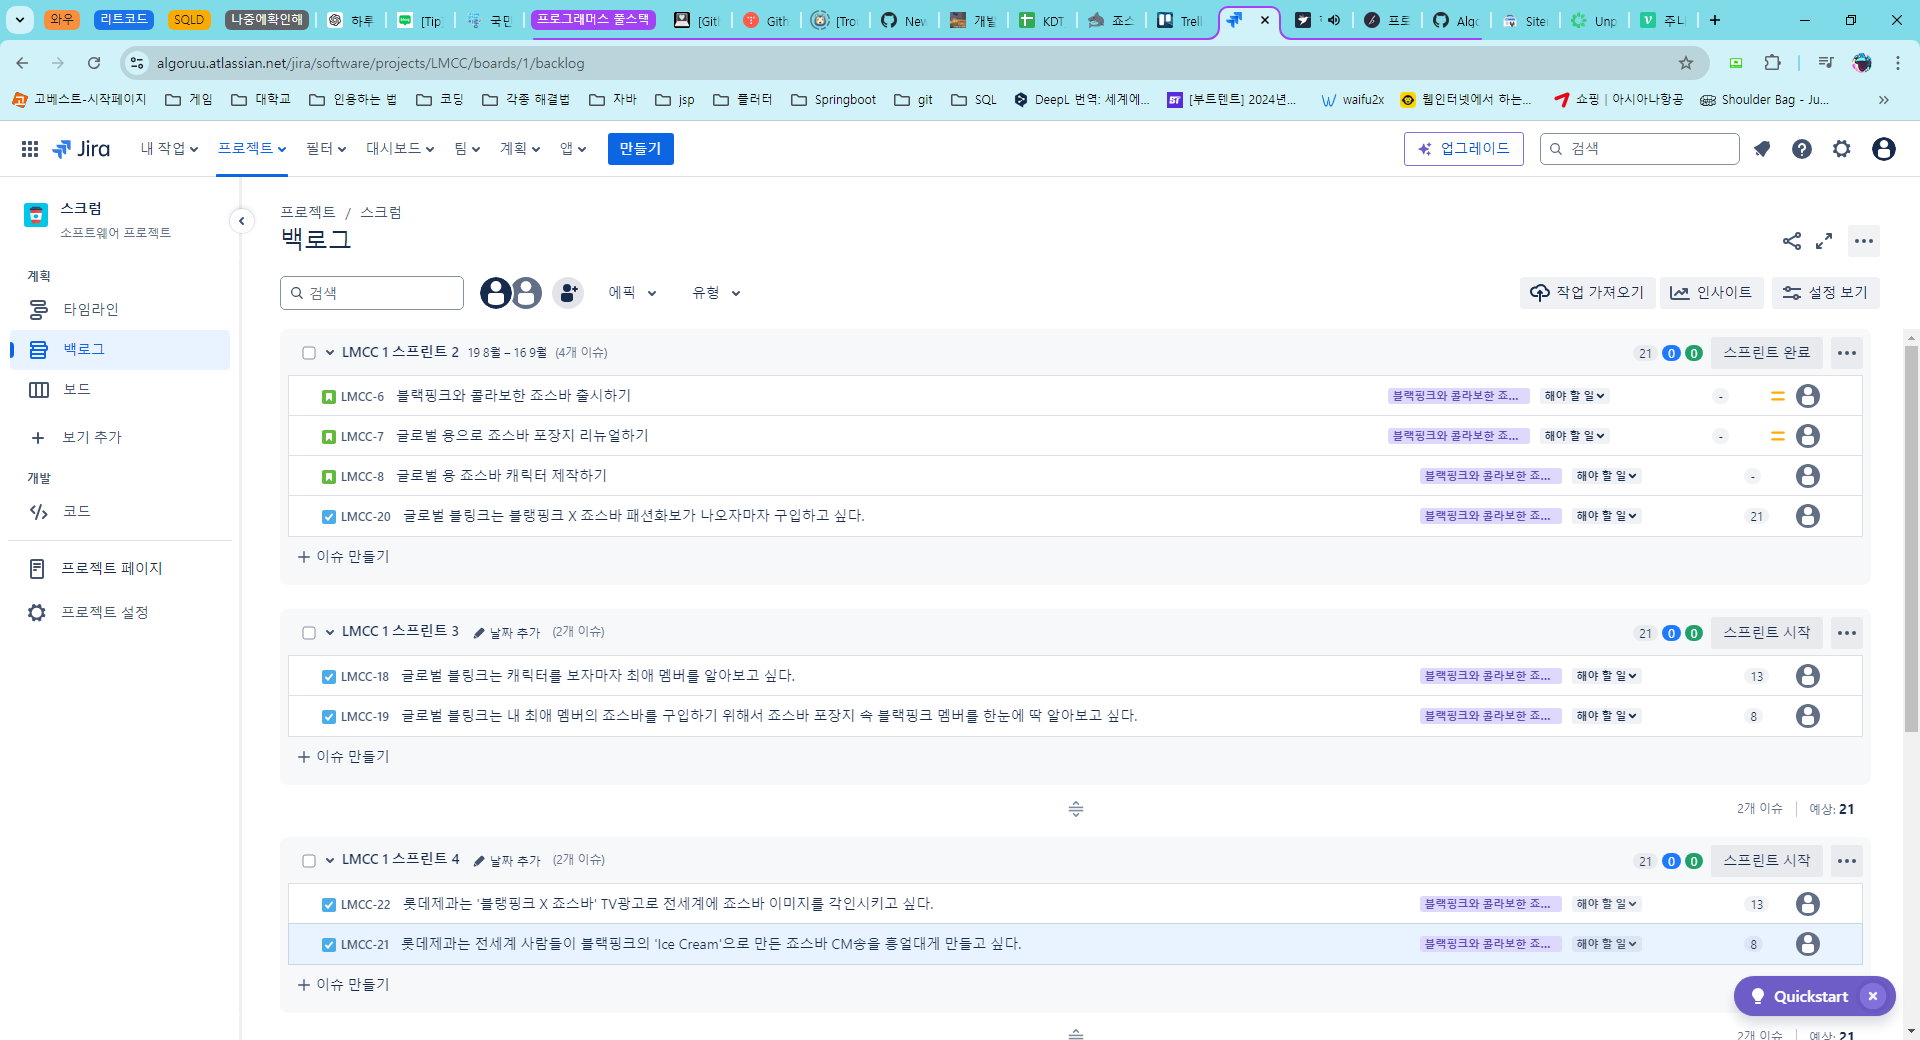 와우 리트코드 SQLD 나중에확인해 하루 [Tip 국민 프로그래머스 풀스택 [Gitl Gith [Tro New 개발 KDT 죠스 Trell 프로 Algo Site Unp 주니
algoruu.atlassian.net/jira/software/projects/LMCC/boards/1/backlog
고베스트-시작페이지 게임 대학교 인용하는 법 코딩 각종 해결법 자바 jsp 플러터 Springboot git SQL DeepL 번역: 세계에... [부트텐트] 2024년... waifu2x 웹인터넷에서 하는... 쇼핑 | 아시아나항공 Shoulder Bag - Ju...
Jira 내 작업 프로젝트 필터 대시보드 팀 계획 앱 만들기 업그레이드 검색
스크럼
소프트웨어 프로젝트
계획
타임라인
백로그
보드
보기 추가
개발
코드
프로젝트 페이지
프로젝트 설정
프로젝트 / 스크럼
백로그
검색 에픽 유형 작업 가져오기 인사이트 설정 보기
LMCC 1 스프린트 2 19 8월 – 16 9월 (4개 이슈) 21 0 0 스프린트 완료
LMCC-6 블랙핑크와 콜라보한 죠스바 출시하기 블랙핑크와 콜라보한 죠... 해야 할 일 -
LMCC-7 글로벌 용으로 죠스바 포장지 리뉴얼하기 블랙핑크와 콜라보한 죠... 해야 할 일 -
LMCC-8 글로벌 용 죠스바 캐릭터 제작하기 블랙핑크와 콜라보한 죠... 해야 할 일 -
LMCC-20 글로벌 블링크는 블랭핑크 X 죠스바 패션화보가 나오자마자 구입하고 싶다. 블랙핑크와 콜라보한 죠... 해야 할 일 21
이슈 만들기
LMCC 1 스프린트 3 날짜 추가 (2개 이슈) 21 0 0 스프린트 시작
LMCC-18 글로벌 블링크는 캐릭터를 보자마자 최애 멤버를 알아보고 싶다. 블랙핑크와 콜라보한 죠... 해야 할 일 13
LMCC-19 글로벌 블링크는 내 최애 멤버의 죠스바를 구입하기 위해서 죠스바 포장지 속 블랙핑크 멤버를 한눈에 딱 알아보고 싶다. 블랙핑크와 콜라보한 죠... 해야 할 일 8
이슈 만들기
2개 이슈 예상: 21
LMCC 1 스프린트 4 날짜 추가 (2개 이슈) 21 0 0 스프린트 시작
LMCC-22 롯데제과는 '블랭핑크 X 죠스바' TV광고로 전세계에 죠스바 이미지를 각인시키고 싶다. 블랙핑크와 콜라보한 죠... 해야 할 일 13
LMCC-21 롯데제과는 전세계 사람들이 블랙핑크의 'Ice Cream'으로 만든 죠스바 CM송을 흥얼대게 만들고 싶다. 블랙핑크와 콜라보한 죠... 해야 할 일 8
이슈 만들기
Quickstart
2개 이슈 예상: 21